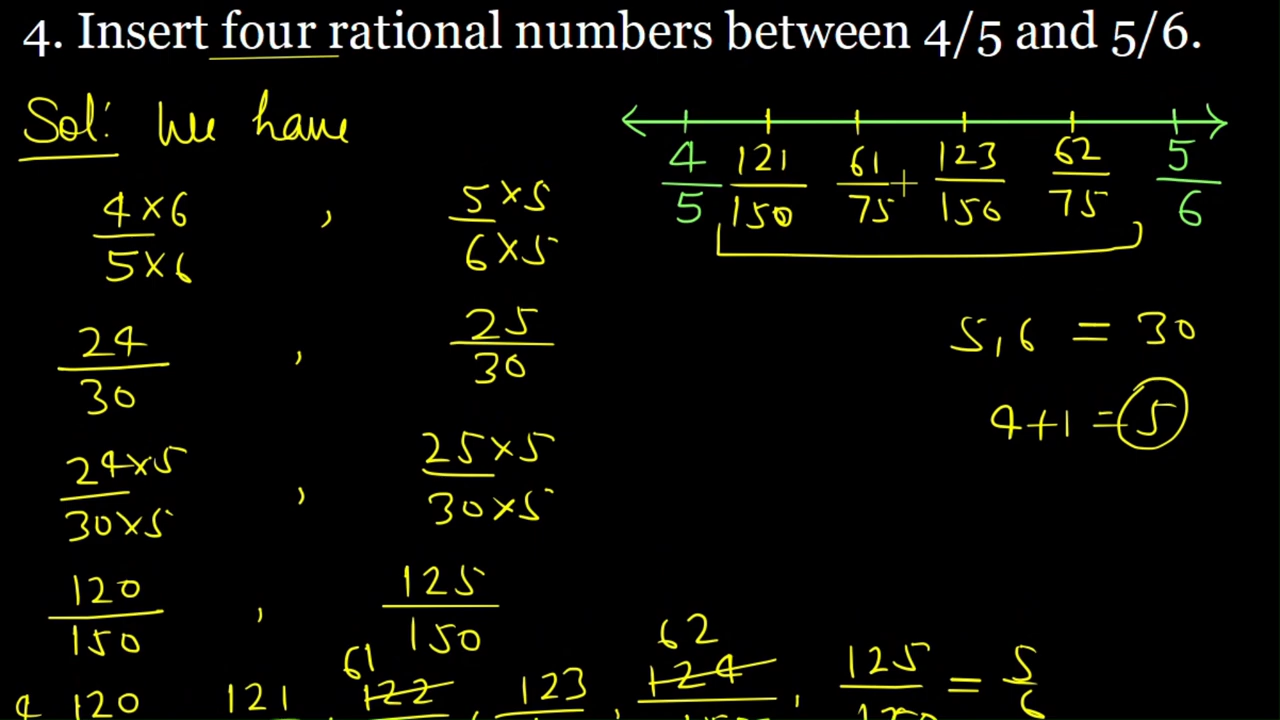 4. Insert four rational numbers between 4/5 and 5/6.
Sol: We have
4/5 121/150 61/75 + 123/150 62/75 5/6
4×6/5×6 , 5×5/6×5
24/30 , 25/30
5,6 = 30
4+1 = 5
24×5/30×5 , 25×5/30×5
120/150 , 125/150
61 62
4 120 121 122 , 123 , 124 , 125 = 5/6